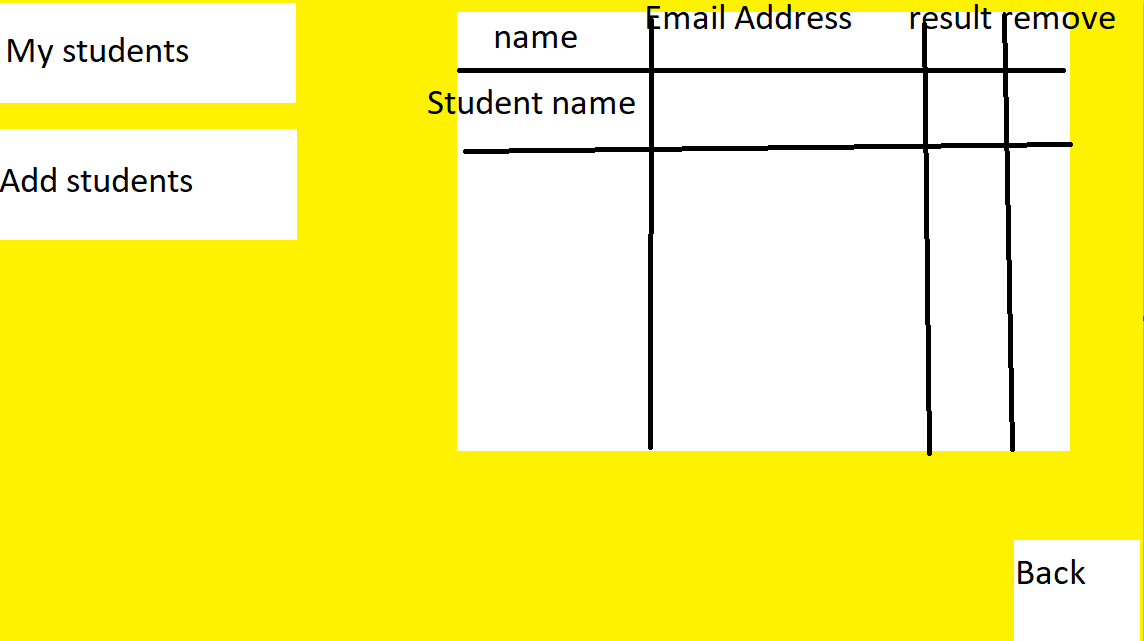 My students
Add students
name
Email Address
result
remove
Student name
Back